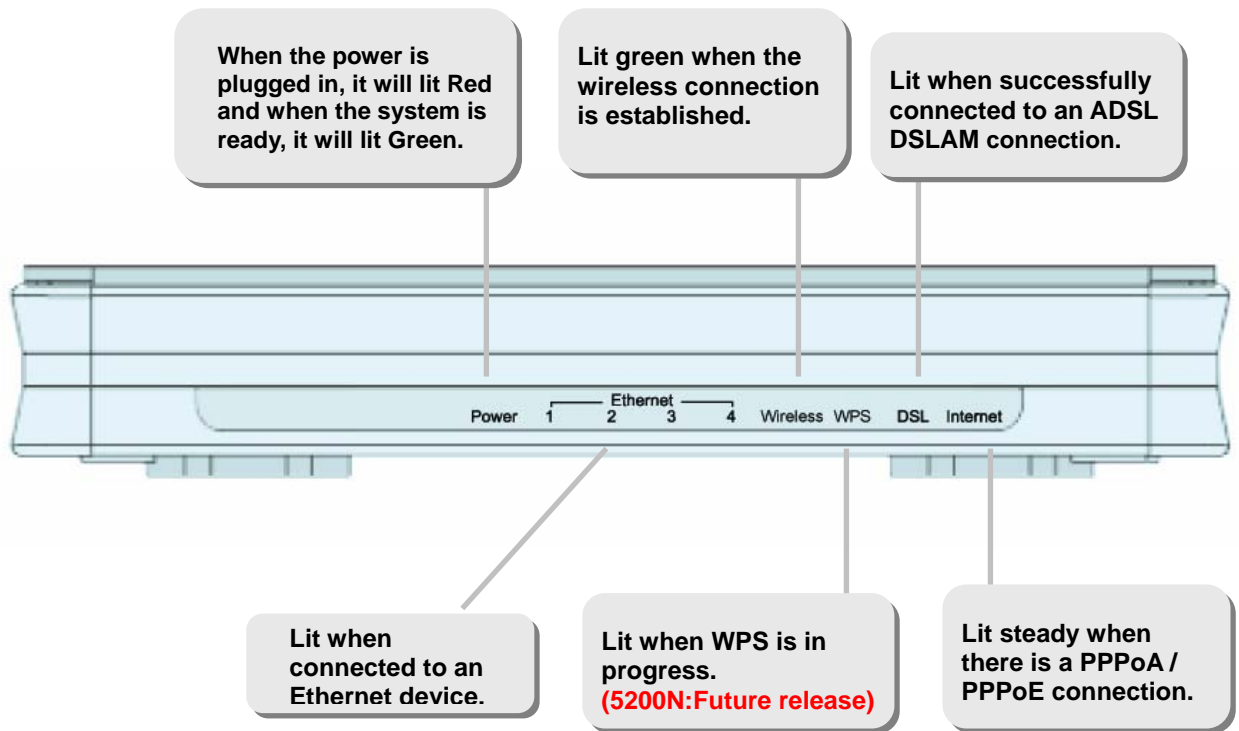 When the power is
plugged in, it will lit Red
and when the system is
ready, it will lit Green.
Lit green when the
wireless connection
is established.
Lit when successfully
connected to an ADSL
DSLAM connection.
Ethernet
Power 1 2 3 4 Wireless WPS DSL Internet
Lit when
connected to an
Ethernet device.
Lit when WPS is in
progress.
(5200N:Future release)
Lit steady when
there is a PPPoA /
PPPoE connection.